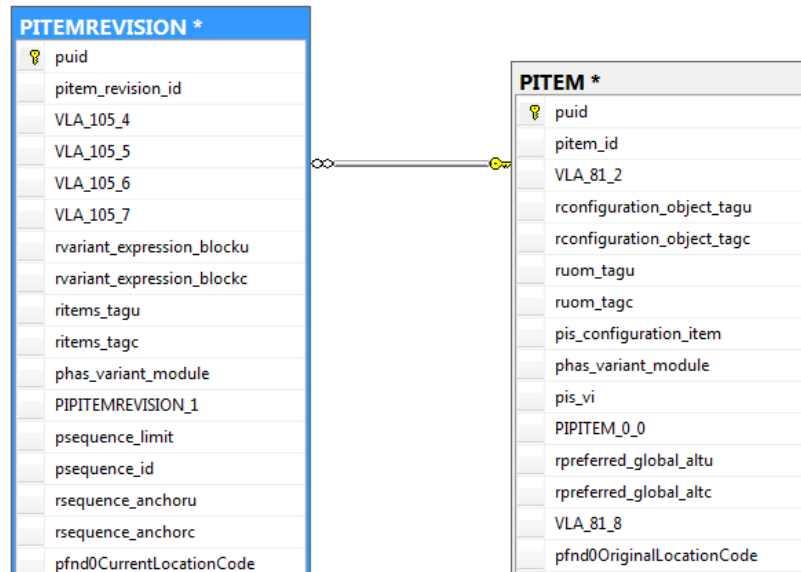 PITEMREVISION *
puid
pitem_revision_id
VLA_105_4
VLA_105_5
VLA_105_6
VLA_105_7
rvariant_expression_blocku
rvariant_expression_blockc
ritems_tagu
ritems_tagc
phas_variant_module
PIPITEMREVISION_1
psequence_limit
psequence_id
rsequence_anchoru
rsequence_anchorc
pfnd0CurrentLocationCode
PITEM *
puid
pitem_id
VLA_81_2
rconfiguration_object_tagu
rconfiguration_object_tagc
ruom_tagu
ruom_tagc
pis_configuration_item
phas_variant_module
pis_vi
PIPITEM_0_0
rpreferred_global_altu
rpreferred_global_altc
VLA_81_8
pfnd0OriginalLocationCode